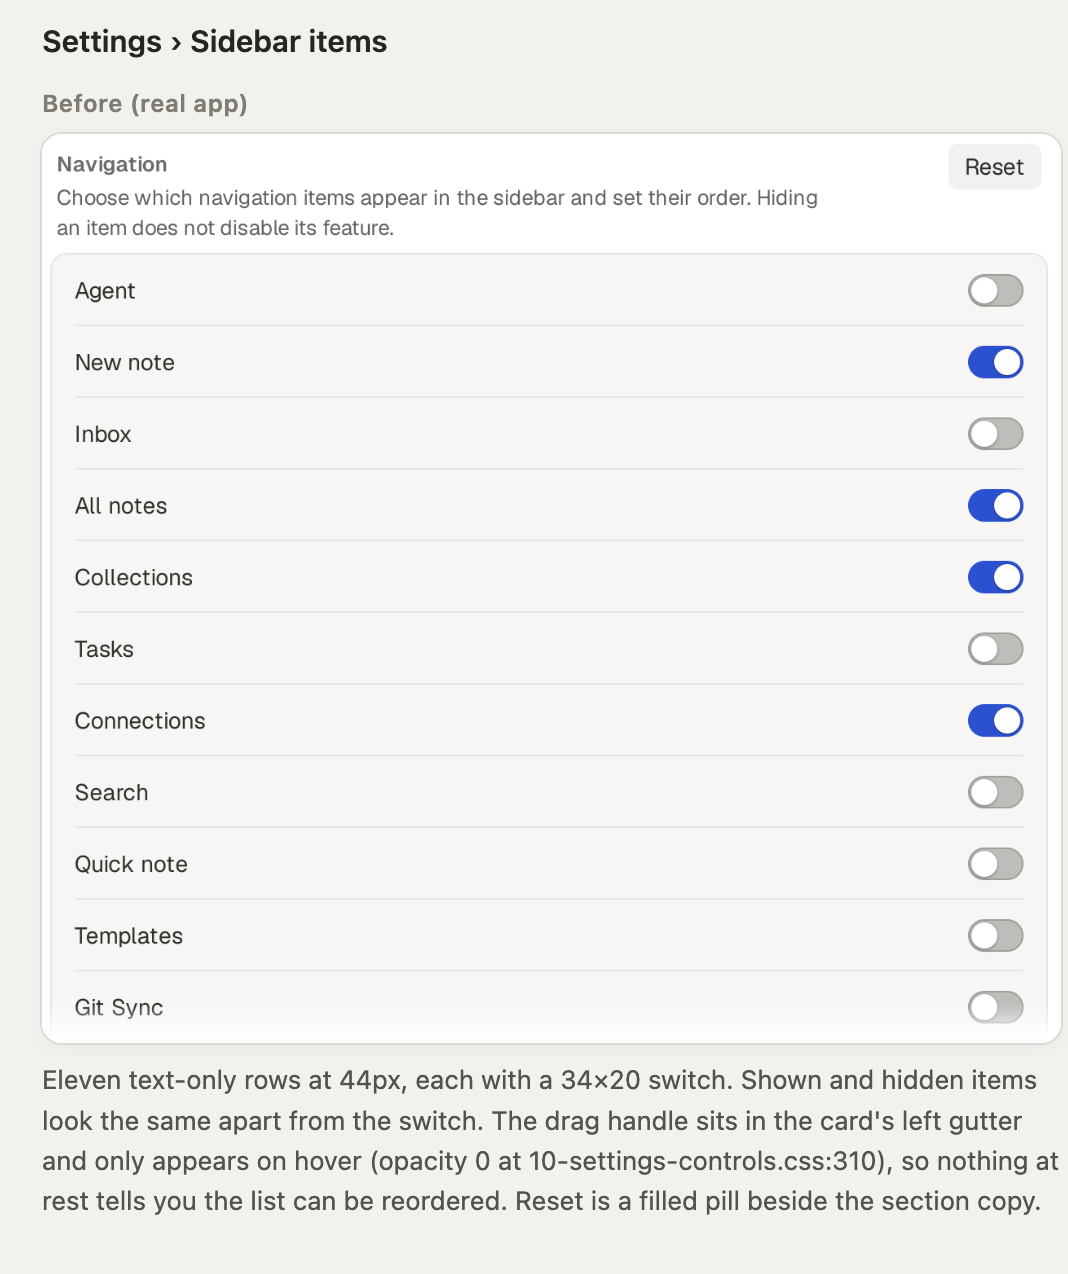 Settings › Sidebar items
Before (real app)
Navigation
Reset
Choose which navigation items appear in the sidebar and set their order. Hiding
an item does not disable its feature.
Agent
New note
Inbox
All notes
Collections
Tasks
Connections
Search
Quick note
Templates
Git Sync
Eleven text-only rows at 44px, each with a 34×20 switch. Shown and hidden items
look the same apart from the switch. The drag handle sits in the card's left gutter
and only appears on hover (opacity 0 at 10-settings-controls.css:310), so nothing at
rest tells you the list can be reordered. Reset is a filled pill beside the section copy.